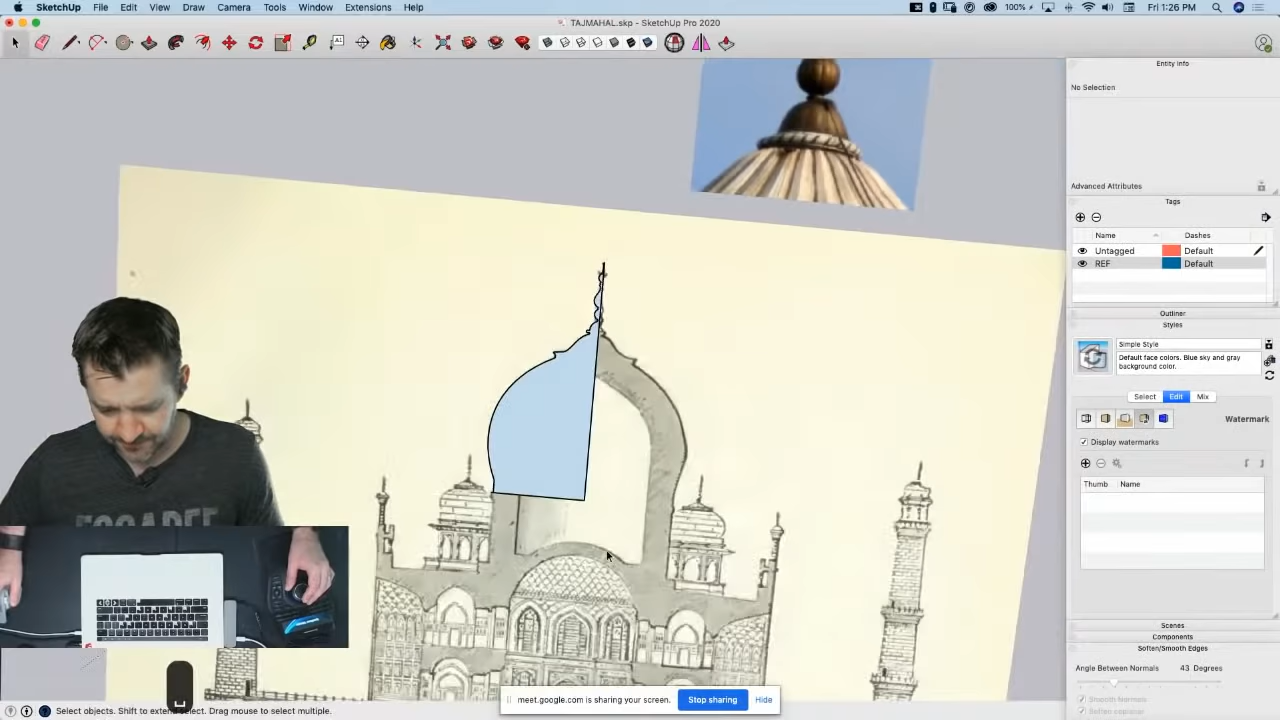 SketchUp File Edit View Draw Camera Tools Window Extensions Help 100% Fri 1:26 PM
TAJMAHAL.skp - SketchUp Pro 2020
Entity Info
No Selection
Advanced Attributes
Tags
Name Dashes
Untagged Default
REF Default
Outliner
Styles
Simple Style
Default face colors. Blue sky and gray
background color.
Select Edit Mix
Watermark
Display watermarks
Thumb Name
Scenes
Components
Soften/Smooth Edges
Angle Between Normals 43 Degrees
Smooth Normals
Soften coplanar
meet.google.com is sharing your screen. Stop sharing Hide
Select objects. Shift to extend select. Drag mouse to select multiple.